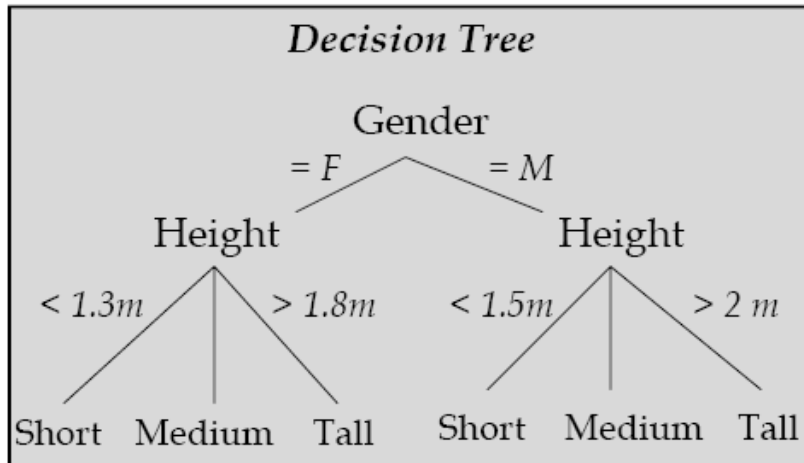 Decision Tree
Gender
= F = M
Height Height
< 1.3m > 1.8m < 1.5m > 2 m
Short Medium Tall Short Medium Tall